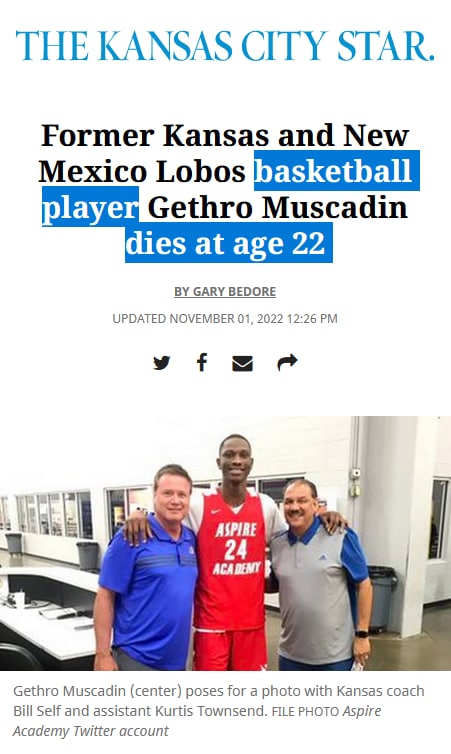 THE KANSAS CITY STAR.
Former Kansas and New
Mexico Lobos basketball
player Gethro Muscadin
dies at age 22
BY GARY BEDORE
UPDATED NOVEMBER 01, 2022 12:26 PM
ASPIRE
24
ACADEMY
Gethro Muscadin (center) poses for a photo with Kansas coach
Bill Self and assistant Kurtis Townsend. FILE PHOTO Aspire
Academy Twitter account